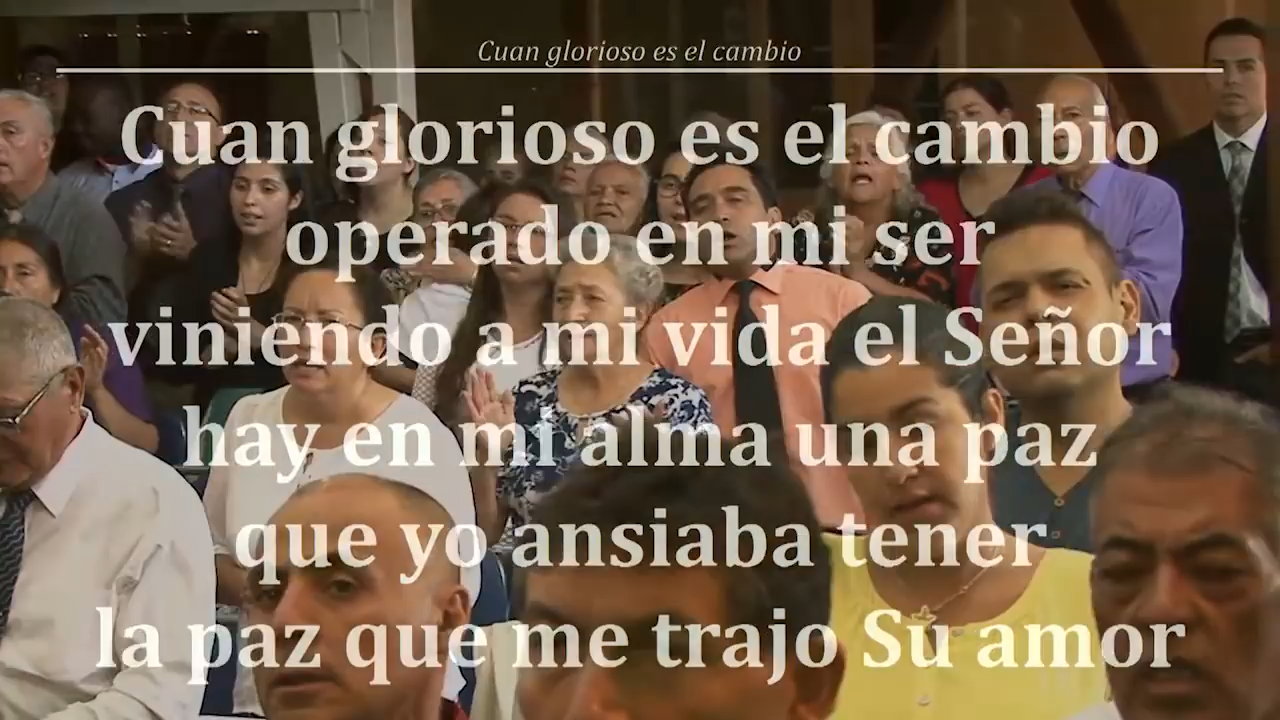 Cuan glorioso es el cambio
Cuan glorioso es el cambio
operado en mi ser
viniendo a mi vida el Señor
hay en mi alma una paz
que yo ansiaba tener
la paz que me trajo Su amor